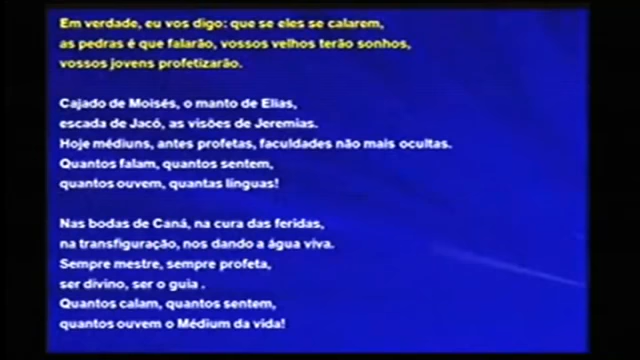 Em verdade, eu vos digo: que se eles se calarem,
as pedras é que falarão, vossos velhos terão sonhos,
vossos jovens profetizarão.
Cajado de Moisés, o manto de Elias,
escada de Jacó, as visões de Jeremias.
Hoje médiuns, antes profetas, faculdades não mais ocultas.
Quantos falam, quantos sentem,
quantos ouvem, quantas línguas!
Nas bodas de Caná, na cura das feridas,
na transfiguração, nos dando a água viva.
Sempre mestre, sempre profeta,
ser divino, ser o guia .
Quantos calam, quantos sentem,
quantos ouvem o Médium da vida!